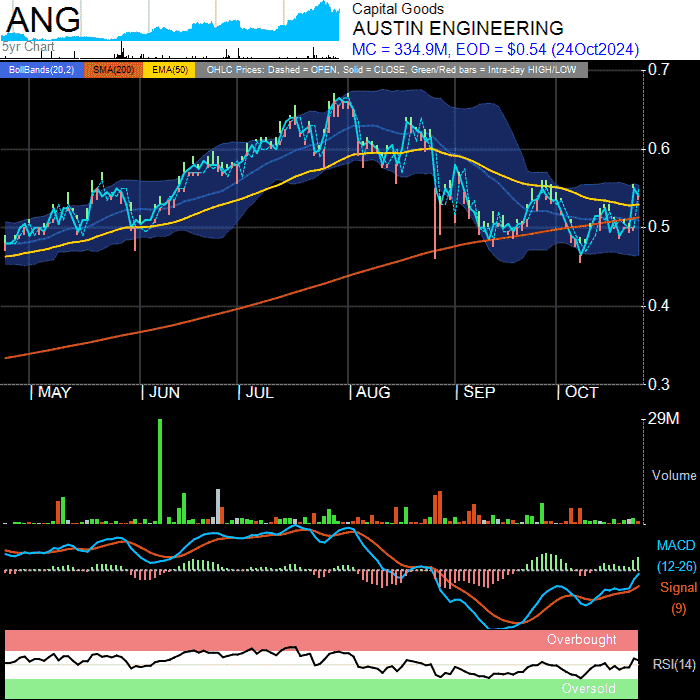 ANG
5yr Chart
Capital Goods
AUSTIN ENGINEERING
MC = 334.9M, EOD = $0.54 (24Oct2024)
BollBands(20,2) SMA(200) EMA(50) OHLC Prices: Dashed = OPEN, Solid = CLOSE, Green/Red bars = Intra-day HIGH/LOW
0.7
0.6
0.5
0.4
0.3
MAY JUN JUL AUG SEP OCT
29M
Volume
MACD
(12-26)
Signal
(9)
Overbought
RSI(14)
Oversold